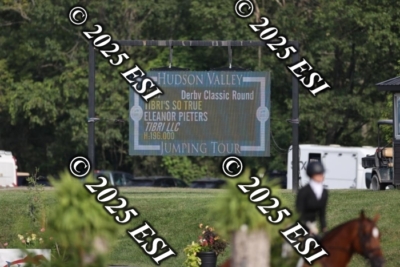 © 2025 ESI
© 2025 ESI
HUDSON VALLEY
Derby Classic Round
TIBRI'S SO TRUE
ELEANOR PIETERS
TIBRI LLC
JUMPING TOUR
© 2025 ESI
© 2025 ESI